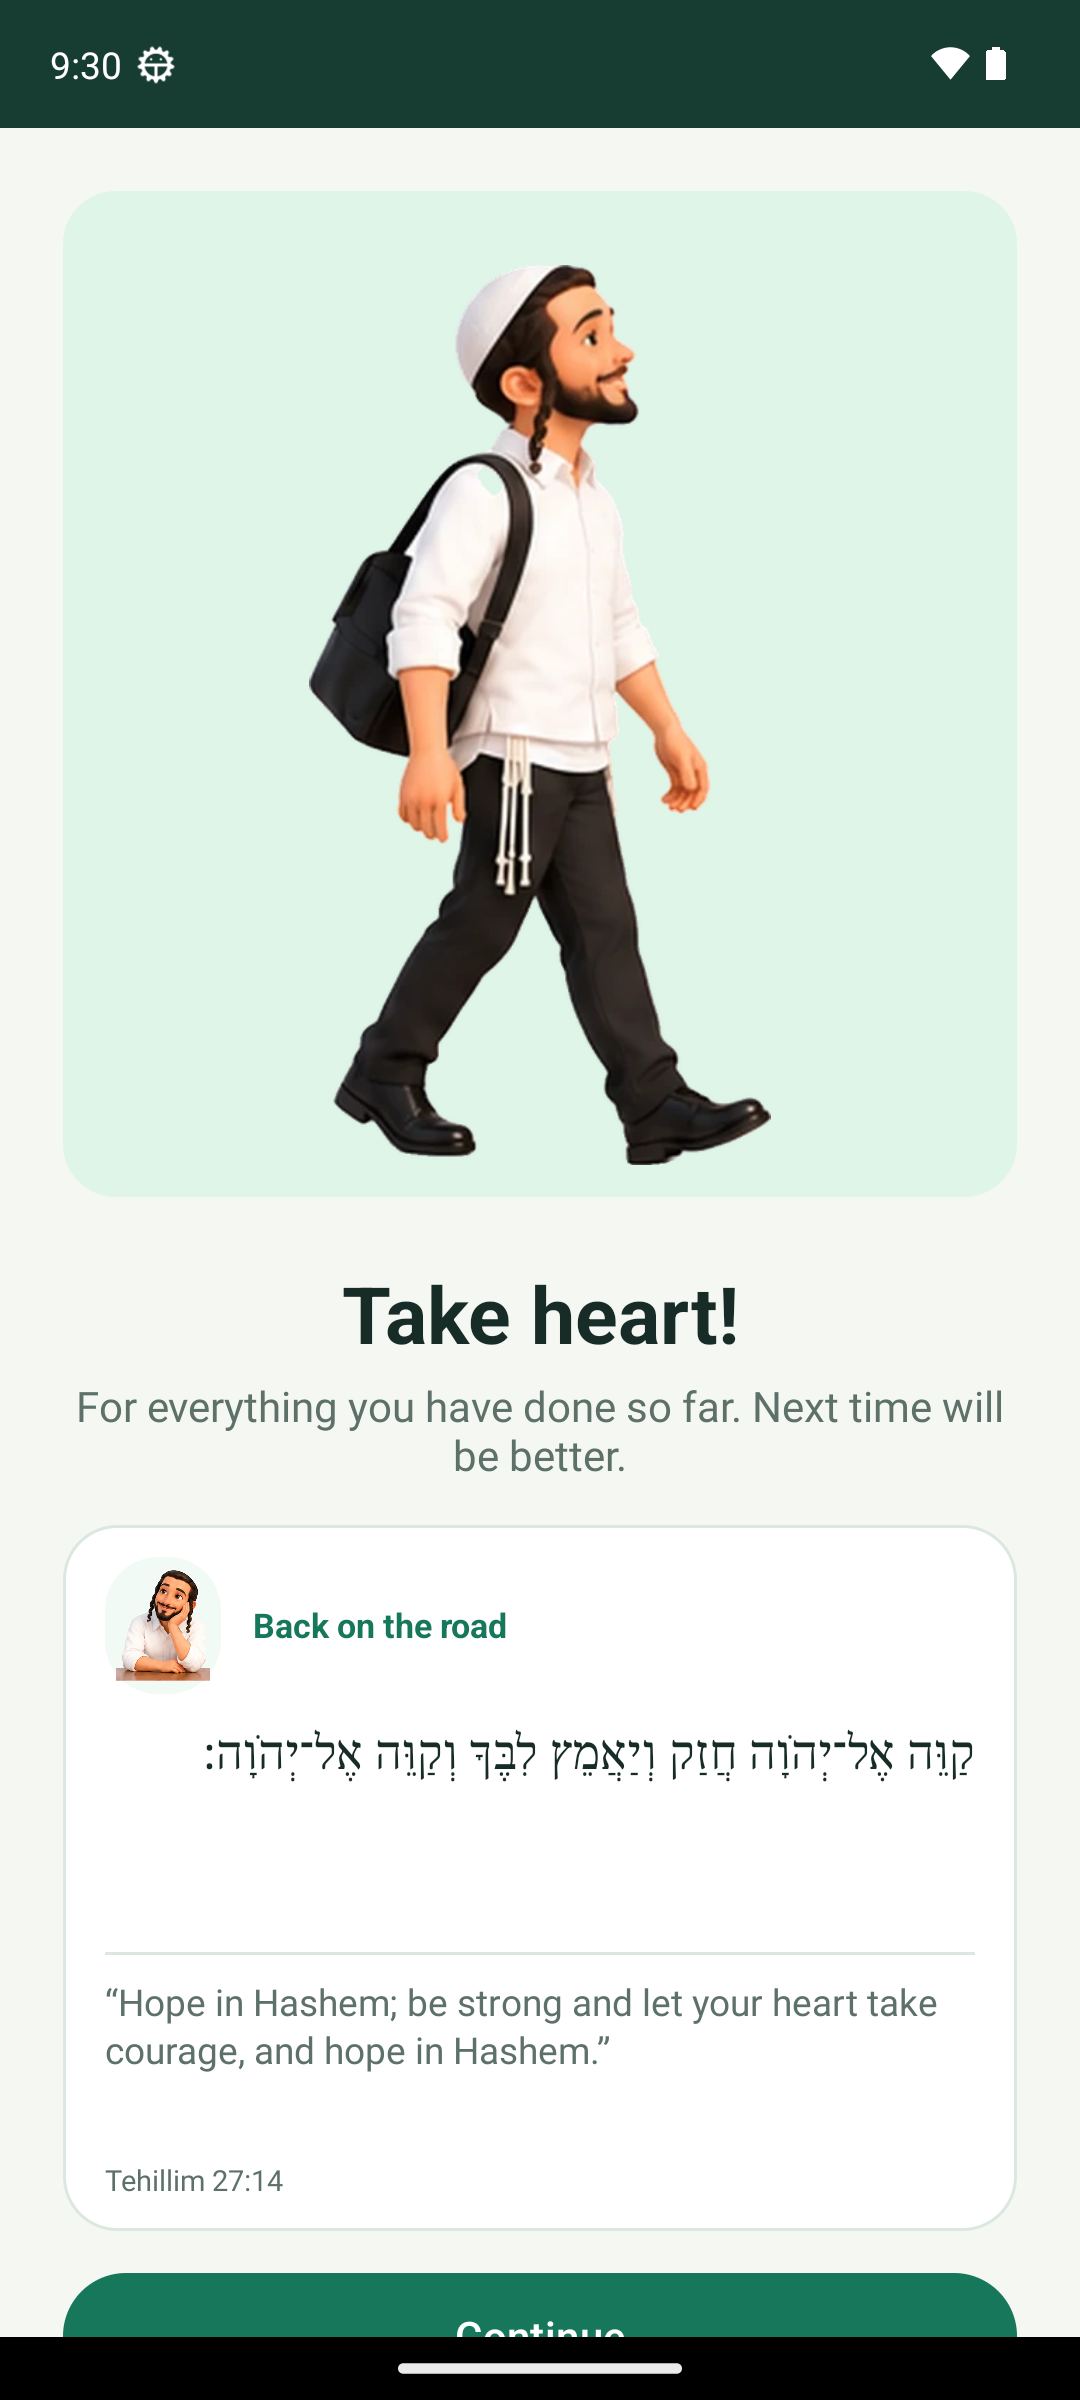 9:30
Take heart!
For everything you have done so far. Next time will
be better.
Back on the road
קַוֵּה אֶל־יְהֹוָה חֲזַק וְיַאֲמֵץ לִבֶּךָ וְקַוֵּה אֶל־יְהֹוָה:
“Hope in Hashem; be strong and let your heart take
courage, and hope in Hashem.”
Tehillim 27:14
Continue